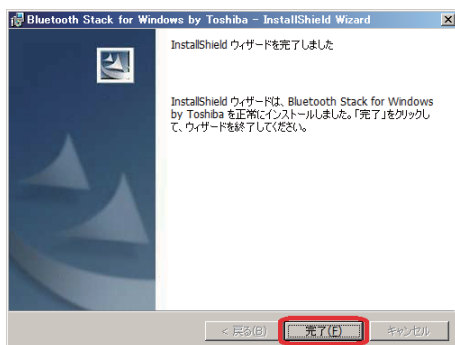 Bluetooth Stack for Windows by Toshiba - InstallShield Wizard
InstallShield ウィザードを完了しました
InstallShield ウィザードは、Bluetooth Stack for Windows
by Toshiba を正常にインストールしました。「完了」をクリックし
て、ウィザードを終了してください。
< 戻る(B)
完了(F)
キャンセル